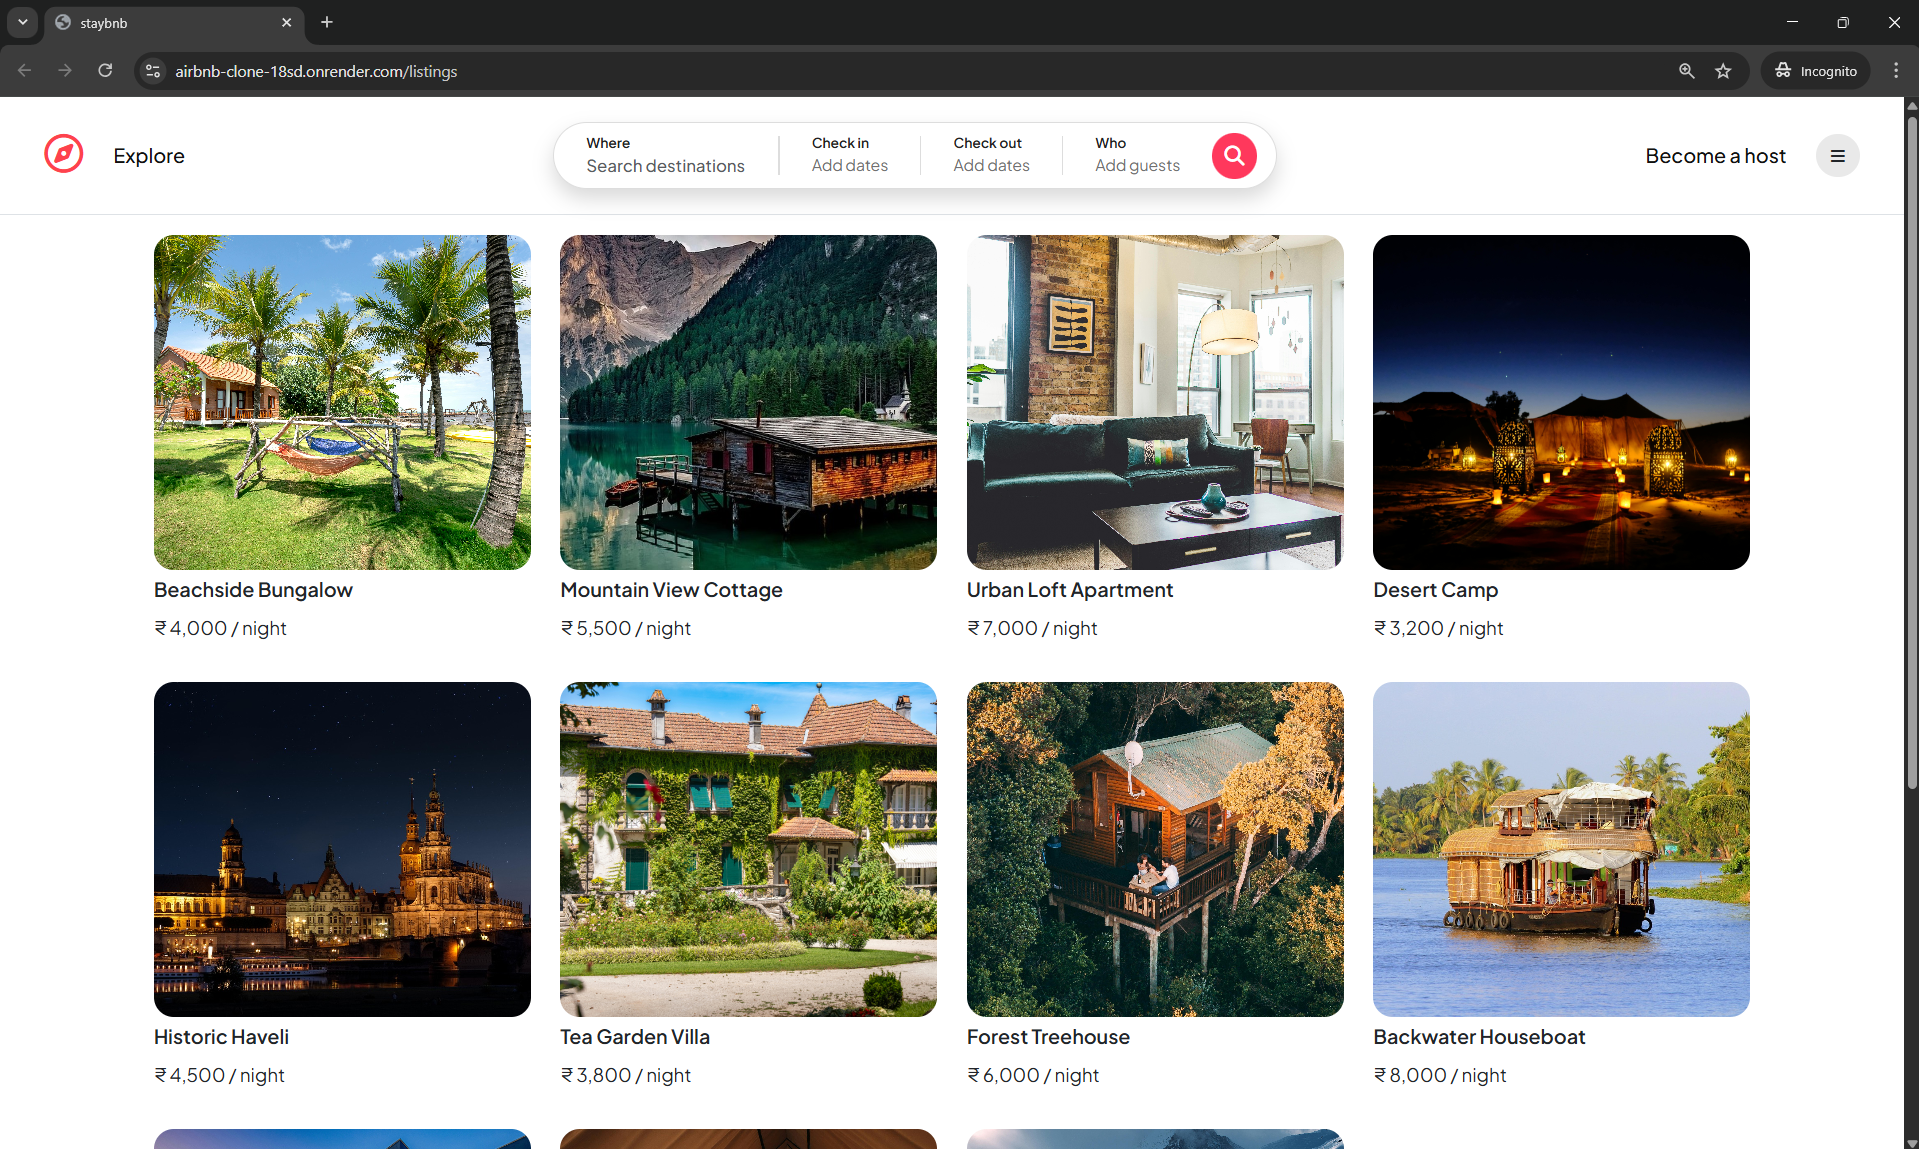 staybnb
airbnb-clone-18sd.onrender.com/listings
Incognito
Explore
Where
Search destinations
Check in
Add dates
Check out
Add dates
Who
Add guests
Become a host
Beachside Bungalow
₹ 4,000 / night
Mountain View Cottage
₹ 5,500 / night
Urban Loft Apartment
₹ 7,000 / night
Desert Camp
₹ 3,200 / night
Historic Haveli
₹ 4,500 / night
Tea Garden Villa
₹ 3,800 / night
Forest Treehouse
₹ 6,000 / night
Backwater Houseboat
₹ 8,000 / night